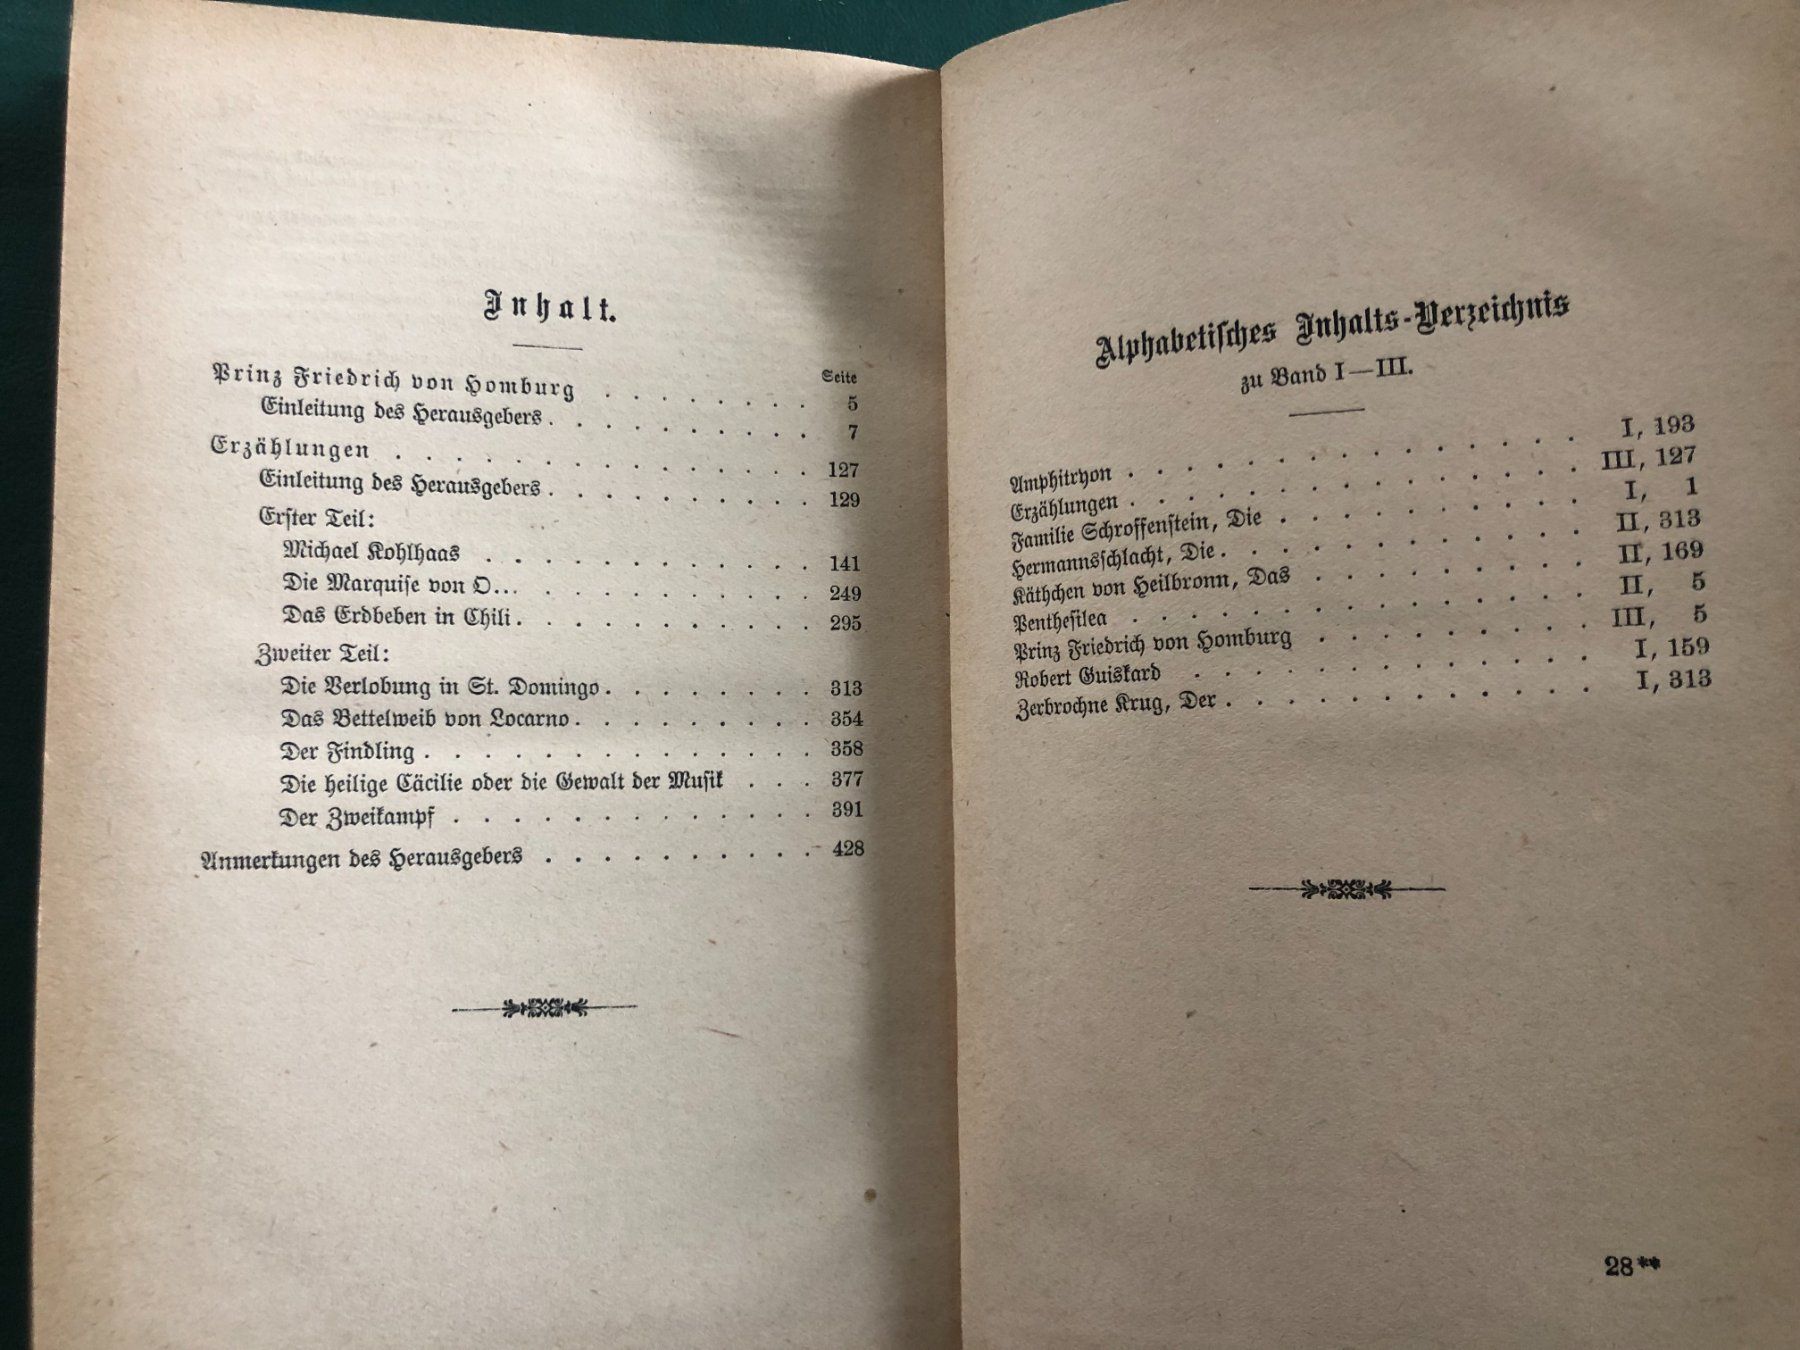 Inhalt.
Seite
Prinz Friedrich von Homburg . . . . . . . 5
Einleitung des Herausgebers . . . . . . . . . 7
Erzählungen . . . . . . . . . . . . . . 127
Einleitung des Herausgebers . . . . . . . . . 129
Erster Teil:
Michael Kohlhaas . . . . . . . . . . . 141
Die Marquise von O... . . . . . . . . . . 249
Das Erdbeben in Chili . . . . . . . . . . 295
Zweiter Teil:
Die Verlobung in St. Domingo . . . . . . . 313
Das Bettelweib von Locarno . . . . . . . . 354
Der Findling . . . . . . . . . . . . . 358
Die heilige Cäcilie oder die Gewalt der Musik . . . 377
Der Zweikampf . . . . . . . . . . . . 391
Anmerkungen des Herausgebers . . . . . . . . . 428
Alphabetisches Inhalts-Verzeichnis
zu Band I—III.
Amphitryon . . . . . . . . . . . . . . . I, 193
Erzählungen . . . . . . . . . . . . . . . III, 127
Familie Schroffenstein, Die . . . . . . . . . . I, 1
Hermannsschlacht, Die . . . . . . . . . . . . II, 313
Käthchen von Heilbronn, Das . . . . . . . . . II, 169
Penthesilea . . . . . . . . . . . . . . . II, 5
Prinz Friedrich von Homburg . . . . . . . . . III, 5
Robert Guiskard . . . . . . . . . . . . . I, 159
Zerbrochne Krug, Der . . . . . . . . . . . . I, 313
28**